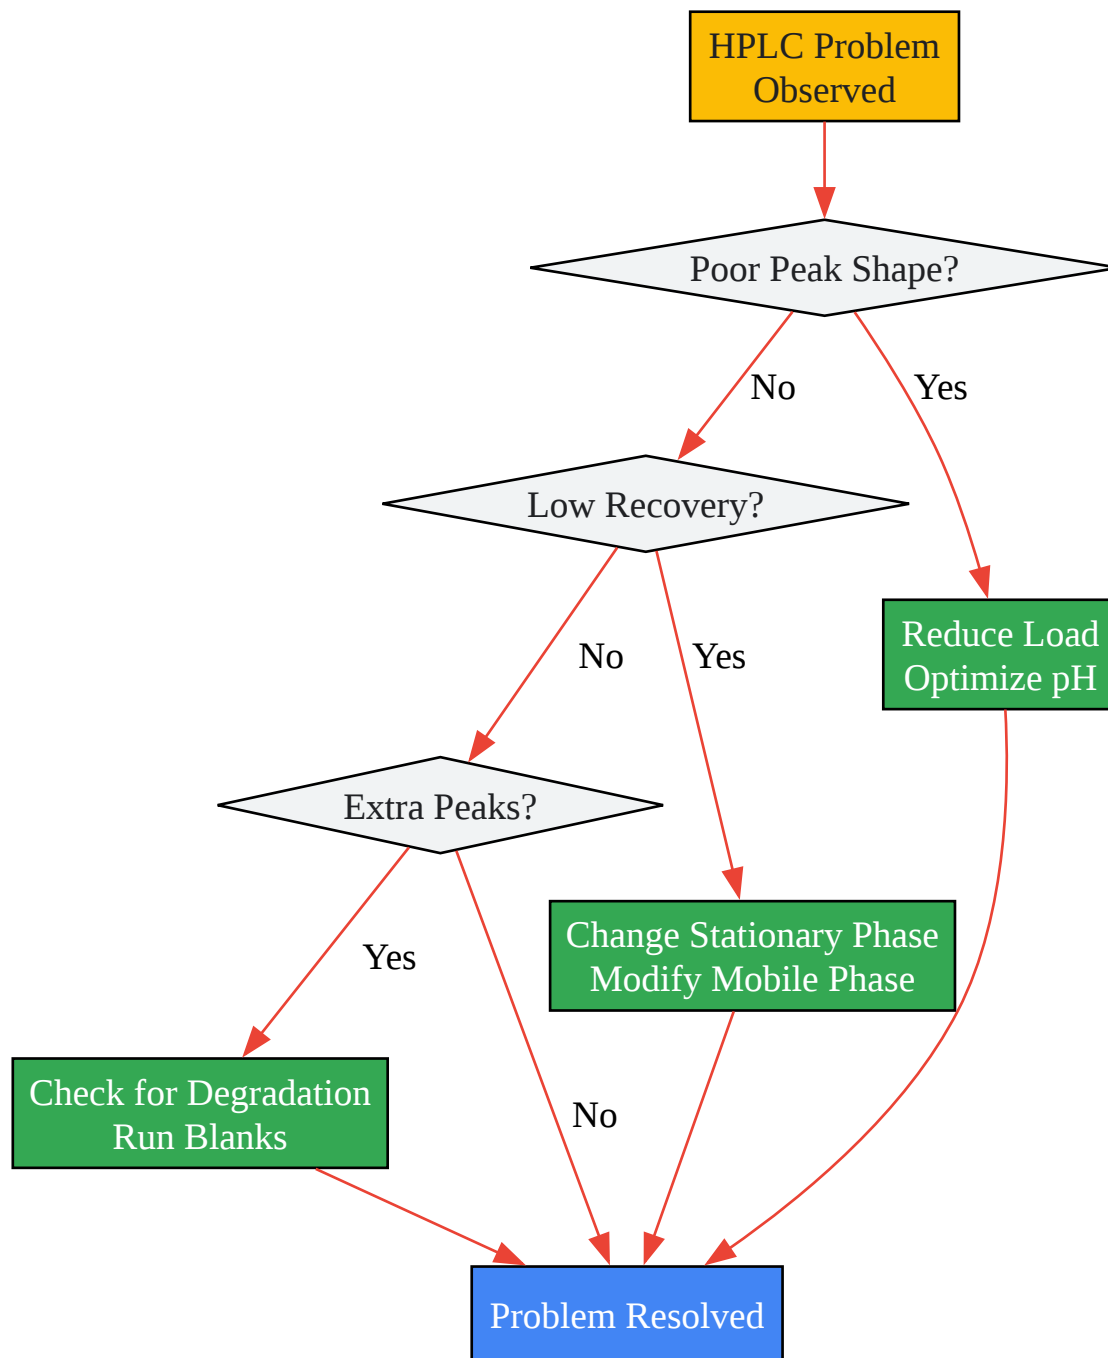 HPLC Problem
Observed
Poor Peak Shape?
No
Yes
Low Recovery?
No
Yes
Reduce Load
Optimize pH
Extra Peaks?
Yes
No
Change Stationary Phase
Modify Mobile Phase
Check for Degradation
Run Blanks
Problem Resolved